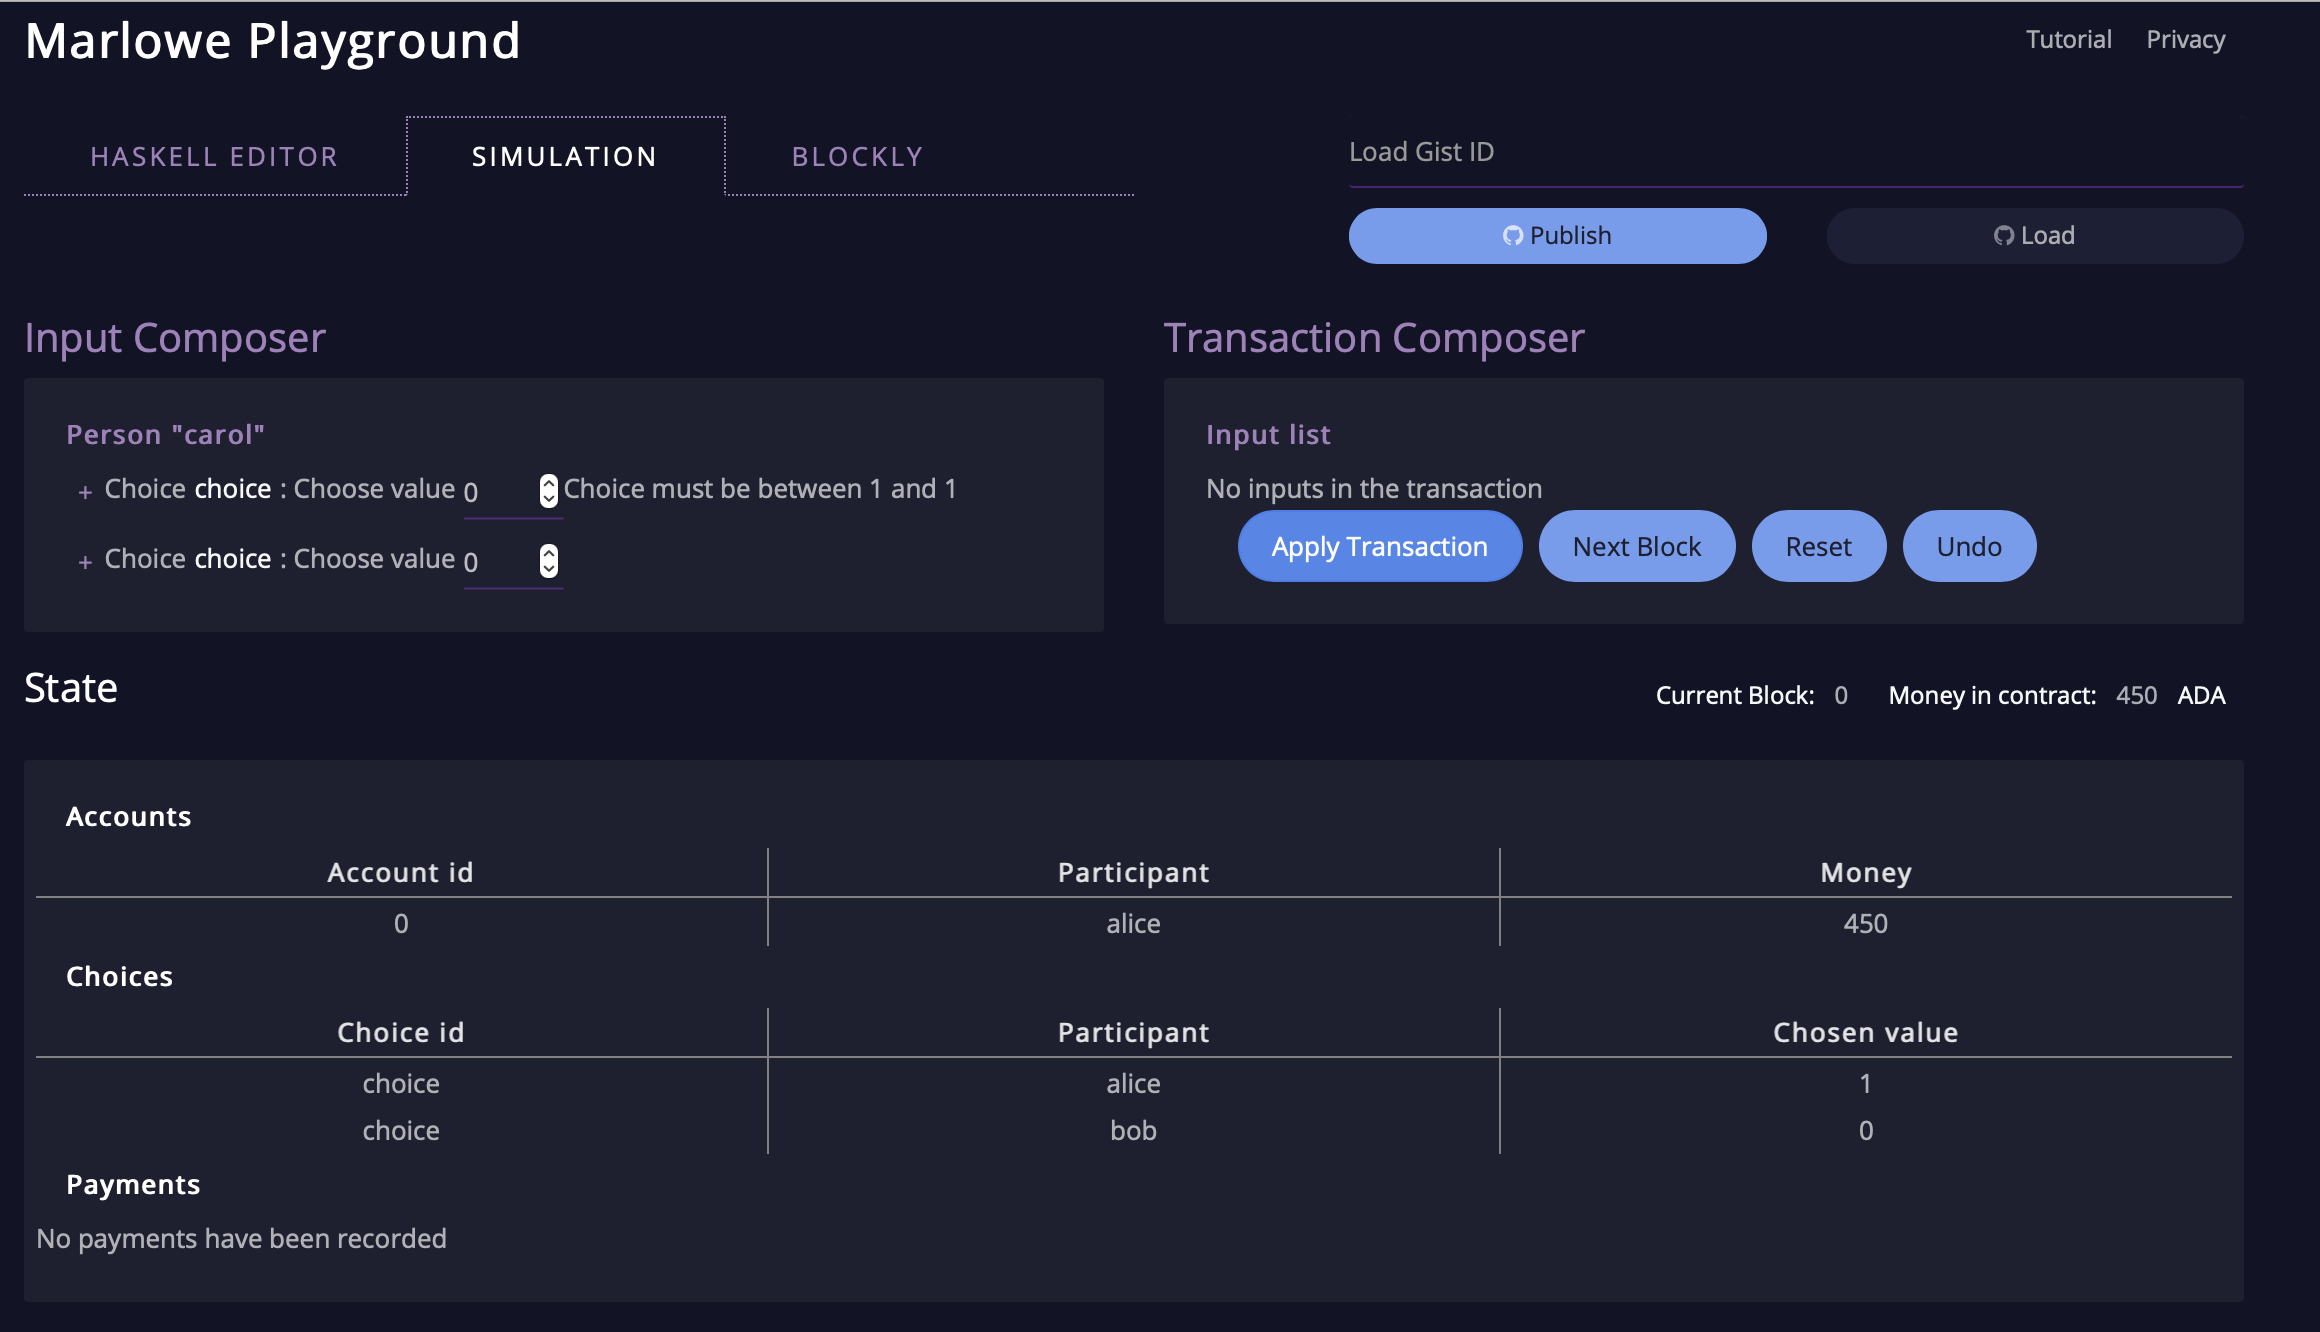 Marlowe Playground
Tutorial Privacy
HASKELL EDITOR SIMULATION BLOCKLY
Load Gist ID
Publish Load
Input Composer
Person "carol"
+ Choice choice : Choose value 0 Choice must be between 1 and 1
+ Choice choice : Choose value 0
Transaction Composer
Input list
No inputs in the transaction
Apply Transaction Next Block Reset Undo
State
Current Block: 0 Money in contract: 450 ADA
Accounts
Account id Participant Money
0 alice 450
Choices
Choice id Participant Chosen value
choice alice 1
choice bob 0
Payments
No payments have been recorded